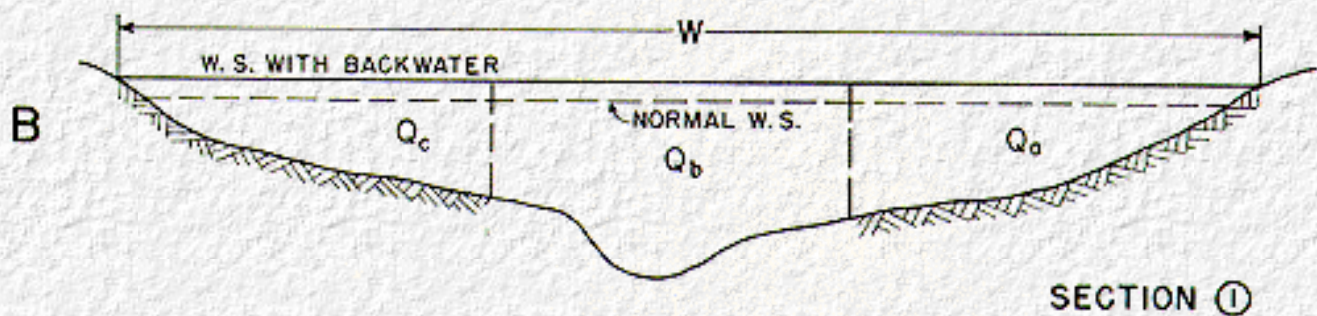 W
W. S. WITH BACKWATER
B
NORMAL W. S.
Qc
Qb
Qa
SECTION ①